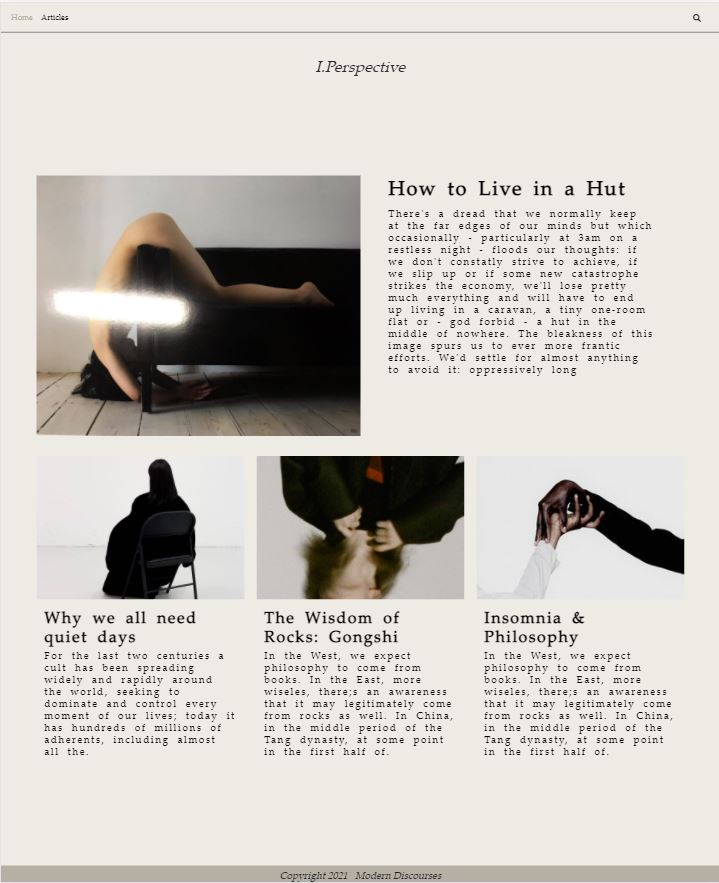 Home Articles
I.Perspective
How to Live in a Hut
There's a dread that we normally keep
at the far edges of our minds but which
occasionally - particularly at 3am on a
restless night - floods our thoughts: if
we don't constatly strive to achieve, if
we slip up or if some new catastrophe
strikes the economy, we'll lose pretty
much everything and will have to end
up living in a caravan, a tiny one-room
flat or - god forbid - a hut in the
middle of nowhere. The bleakness of this
image spurs us to ever more frantic
efforts. We'd settle for almost anything
to avoid it: oppressively long
Why we all need
quiet days
For the last two centuries a
cult has been spreading
widely and rapidly around
the world, seeking to
dominate and control every
moment of our lives; today it
has hundreds of millions of
adherents, including almost
all the.
The Wisdom of
Rocks: Gongshi
In the West, we expect
philosophy to come from
books. In the East, more
wiseles, there;s an awareness
that it may legitimately come
from rocks as well. In China,
in the middle period of the
Tang dynasty, at some point
in the first half of.
Insomnia &
Philosophy
In the West, we expect
philosophy to come from
books. In the East, more
wiseles, there;s an awareness
that it may legitimately come
from rocks as well. In China,
in the middle period of the
Tang dynasty, at some point
in the first half of.
Copyright 2021 Modern Discourses